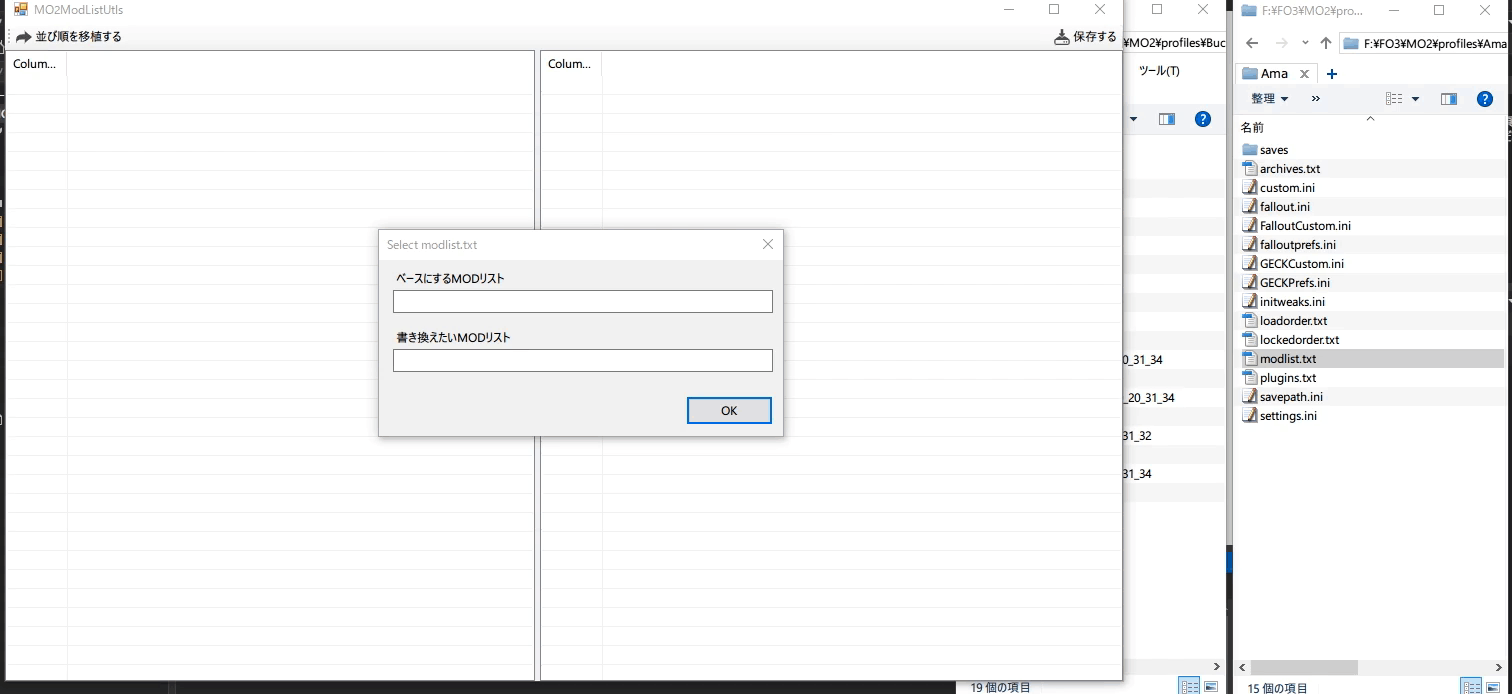 MO2ModListUtls
並び順を移植する
保存する
Colum...
Colum...
Select modlist.txt
ベースにするMODリスト
書き換えたいMODリスト
OK
¥MO2¥profiles¥Buc
ツール(T)
0_31_34
_20_31_34
31_32
31_34
19 個の項目
F:¥FO3¥MO2¥pro...
F:¥FO3¥MO2¥profiles¥Ama
Ama
整理
»
名前
saves
archives.txt
custom.ini
fallout.ini
FalloutCustom.ini
falloutprefs.ini
GECKCustom.ini
GECKPrefs.ini
initweaks.ini
loadorder.txt
lockedorder.txt
modlist.txt
plugins.txt
savepath.ini
settings.ini
15 個の項目